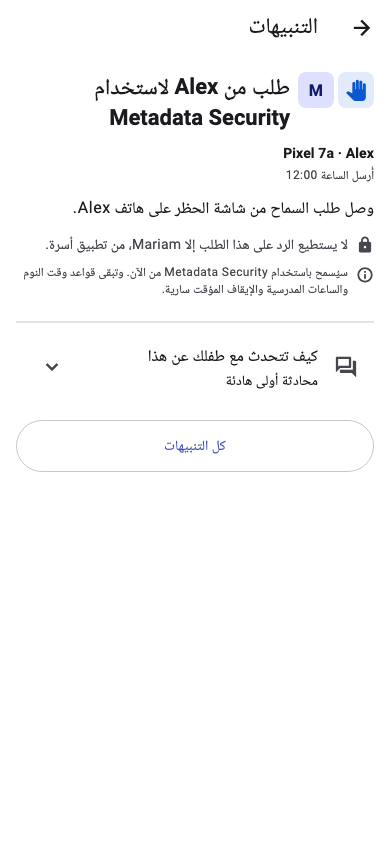 التنبيهات
M
طلب من Alex لاستخدام
Metadata Security
Pixel 7a · Alex
أُرسل الساعة 12:00
وصل طلب السماح من شاشة الحظر على هاتف Alex.
لا يستطيع الرد على هذا الطلب إلا Mariam، من تطبيق أسرة.
سيُسمح باستخدام Metadata Security من الآن. وتبقى قواعد وقت النوم
والساعات المدرسية والإيقاف المؤقت سارية.
كيف تتحدث مع طفلك عن هذا
محادثة أولى هادئة
كل التنبيهات